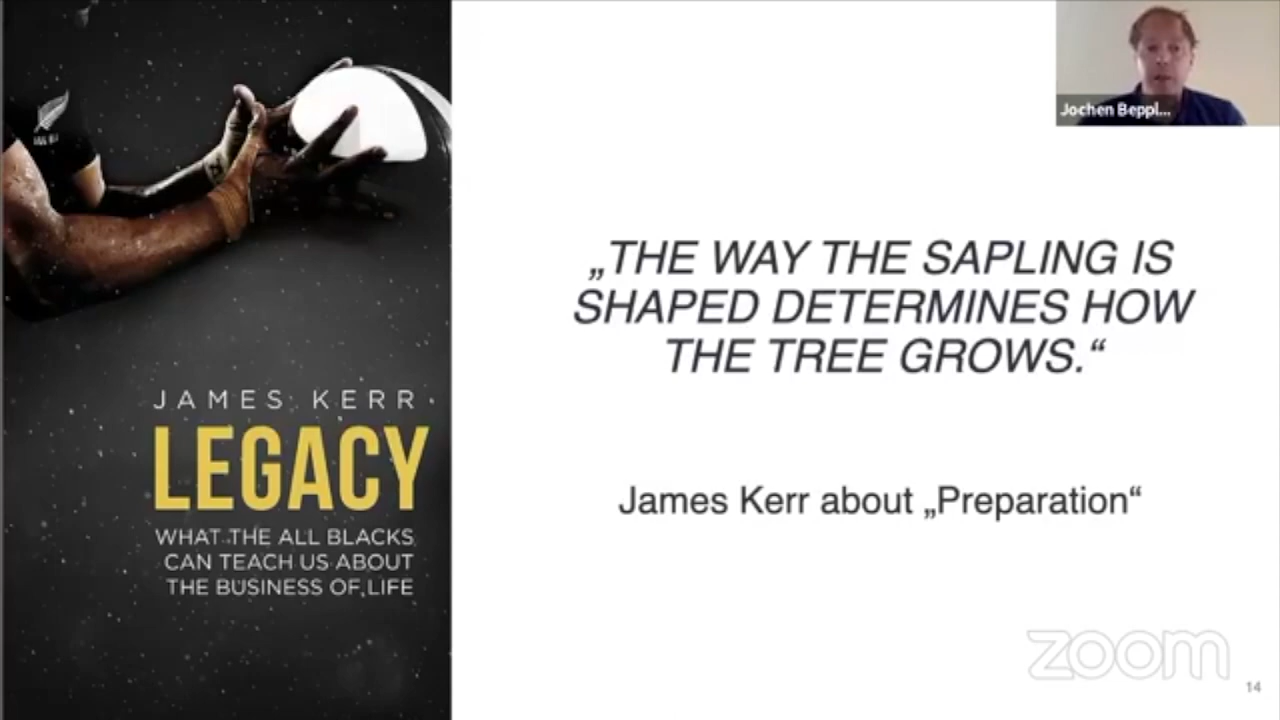 JAMES KERR
LEGACY
WHAT THE ALL BLACKS
CAN TEACH US ABOUT
THE BUSINESS OF LIFE
„THE WAY THE SAPLING IS
SHAPED DETERMINES HOW
THE TREE GROWS.“
James Kerr about „Preparation“
Jochen Beppl...
zoom
14